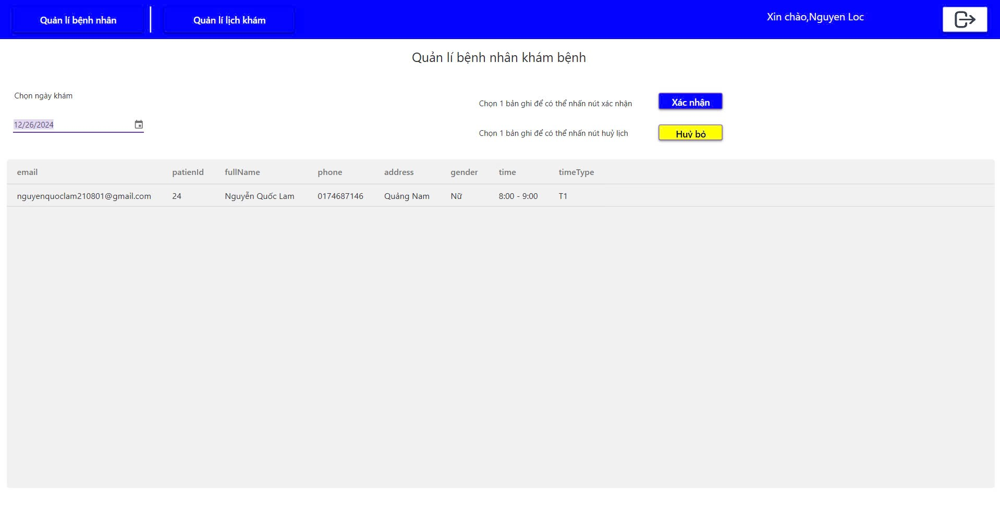 Quản lí bệnh nhân
Quản lí lịch khám
Xin chào,Nguyen Loc
Quản lí bệnh nhân khám bệnh
Chọn ngày khám
12/26/2024
Chọn 1 bản ghi để có thể nhấn nút xác nhận
Xác nhận
Chọn 1 bản ghi để có thể nhấn nút huỷ lịch
Huỷ bỏ
email patienId fullName phone address gender time timeType
nguyenquoclam210801@gmail.com 24 Nguyễn Quốc Lam 0174687146 Quảng Nam Nữ 8:00 - 9:00 T1